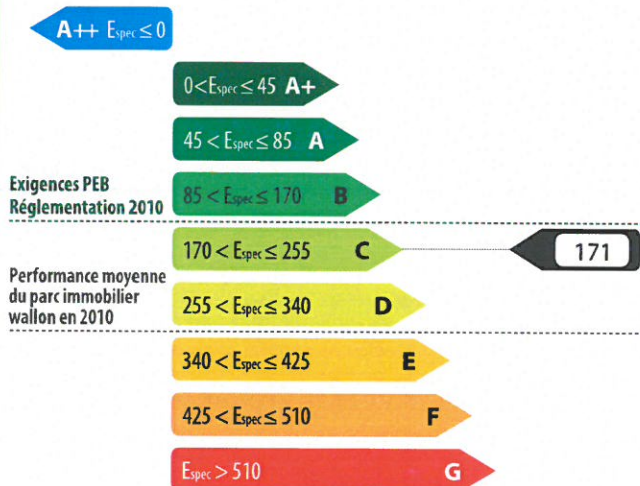 A++ Espec ≤ 0
0 < Espec ≤ 45 A+
45 < Espec ≤ 85 A
Exigences PEB
Réglementation 2010
85 < Espec ≤ 170 B
170 < Espec ≤ 255 C
171
Performance moyenne
du parc immobilier
wallon en 2010
255 < Espec ≤ 340 D
340 < Espec ≤ 425 E
425 < Espec ≤ 510 F
Espec > 510 G